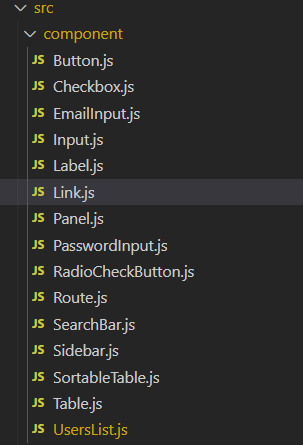 src
component
JS Button.js
JS Checkbox.js
JS EmailInput.js
JS Input.js
JS Label.js
JS Link.js
JS Panel.js
JS PasswordInput.js
JS RadioCheckButton.js
JS Route.js
JS SearchBar.js
JS Sidebar.js
JS SortableTable.js
JS Table.js
JS UsersList.js